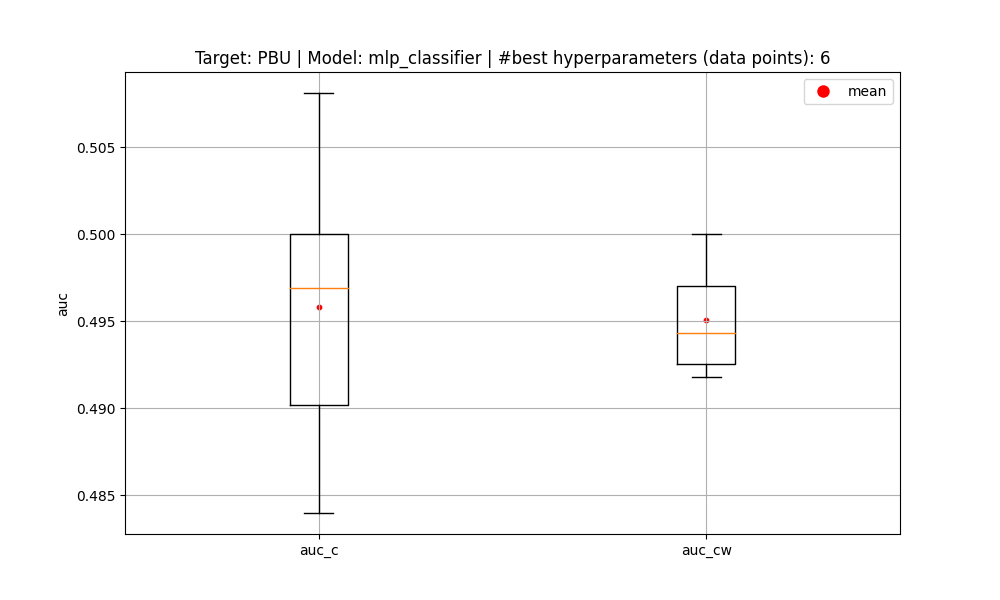 Target: PBU | Model: mlp_classifier | #best hyperparameters (data points): 6
mean
0.505
0.500
0.495
0.490
0.485
auc
auc_c
auc_cw